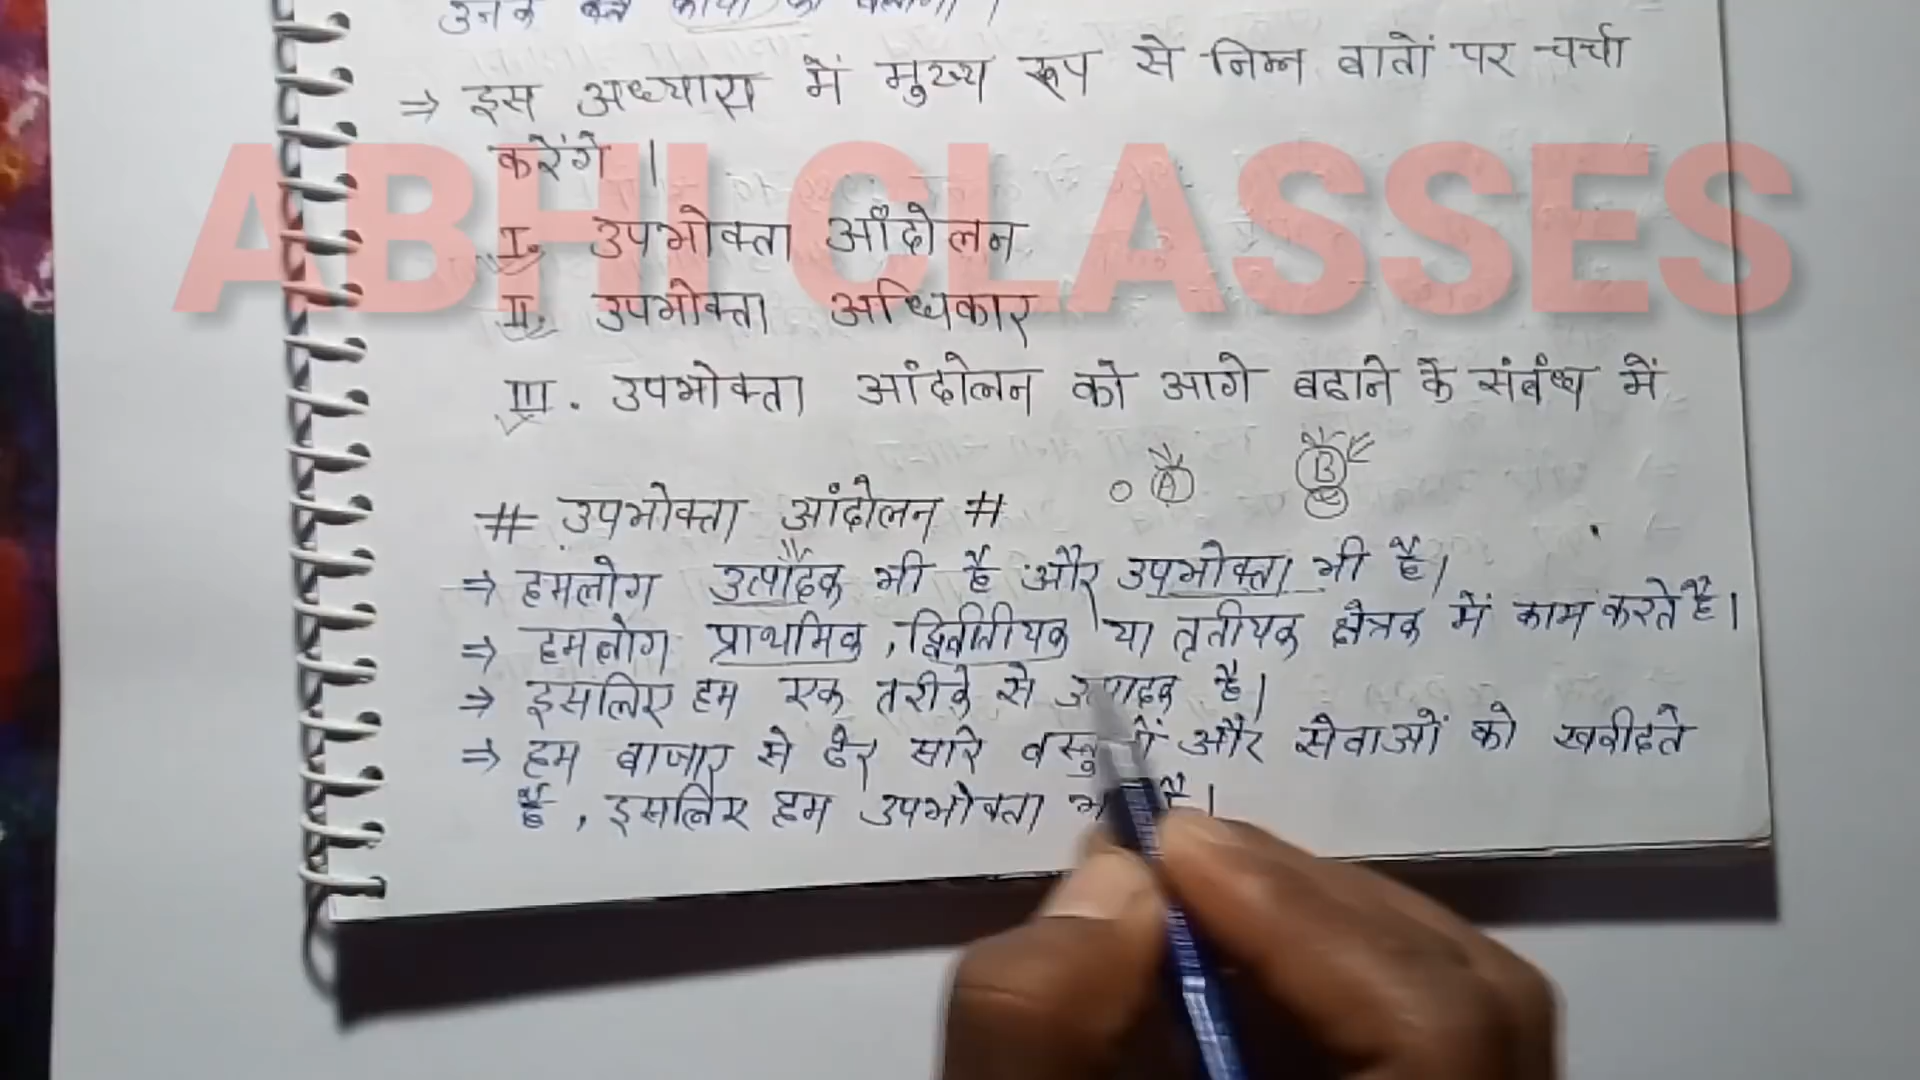 उनके
⇒ इस अध्याय में मुख्य रूप से निम्न बातों पर चर्चा
करेंगे ।
ABHI CLASSES
I. उपभोक्ता आंदोलन
II. उपभोक्ता अधिकार
III. उपभोक्ता आंदोलन को आगे बढाने के संबंध में
A B
# उपभोक्ता आंदोलन #
⇒ हमलोग उत्पादक भी है और उपभोक्ता भी है।
⇒ हमलोग प्राथमिक, या तृतीयक क्षेत्रक में काम करते है।
⇒ इसलिए हम एक तरीके से उत्पादक है।
⇒ हम बाजार से ढेर सारे और सेवाओं को खरीदते
है, इसलिए हम उपभोक्ता है।